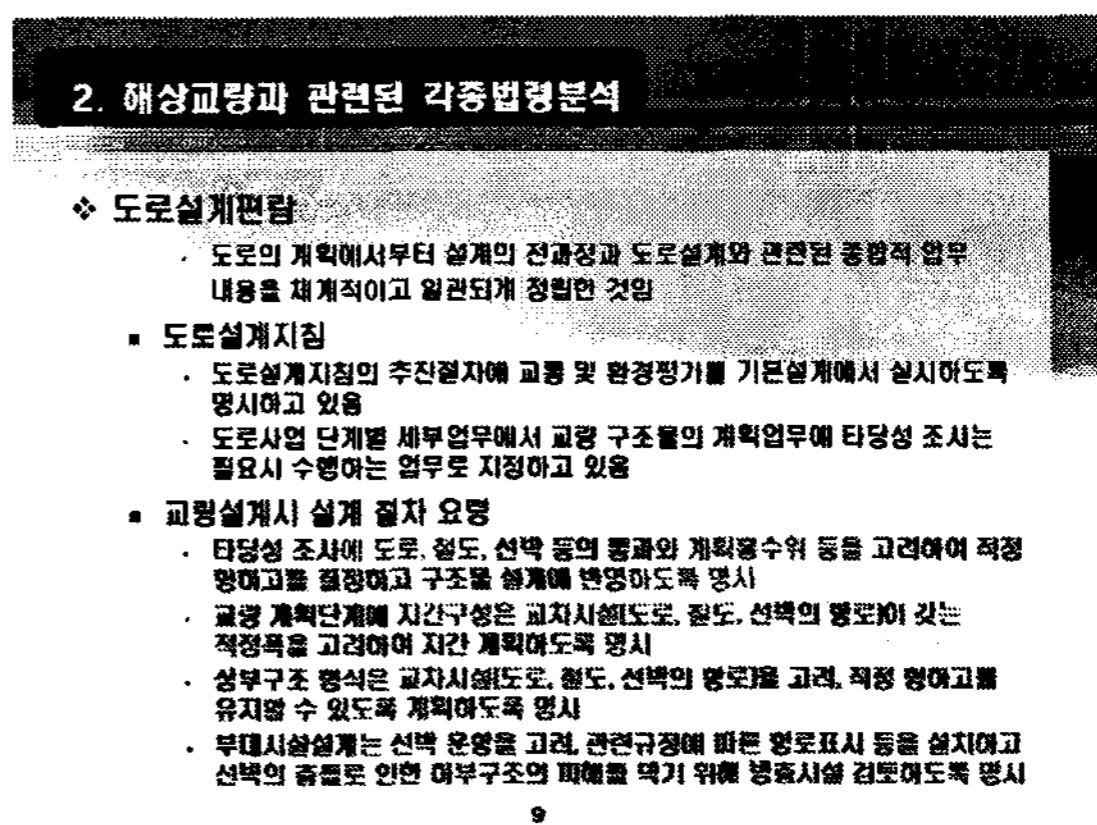 2. 해상교량과 관련된 각종법령분석
❖ 도로설계편람
· 도로의 계획에서부터 설계의 전과정과 도로설계와 관련된 종합적 업무
내용을 체계적이고 일관되게 정립한 것임
▪ 도로설계지침
· 도로설계지침의 추진절차에 교통 및 환경평가를 기본설계에서 실시하도록
명시하고 있음
· 도로사업 단계별 세부업무에서 교량 구조물의 계획업무에 타당성 조사는
필요시 수행하는 업무로 지정하고 있음
▪ 교량설계시 설계 절차 요령
· 타당성 조사에 도로, 철도, 선박 등의 통과와 계획홍수위 등을 고려하여 적정
형하고를 결정하고 구조물 설계에 반영하도록 명시
· 교량 계획단계에 지간구성은 교차시설(도로, 철도, 선박의 항로)이 갖는
적정폭을 고려하여 지간 계획하도록 명시
· 상부구조 형식은 교차시설(도로, 철도, 선박의 항로)을 고려, 적정 형하고를
유지할 수 있도록 계획하도록 명시
· 부대시설설계는 선박 운항을 고려, 관련규정에 따른 항로표시 등을 설치하고
선박의 충돌로 인한 하부구조의 피해를 막기 위해 방충시설 검토하도록 명시
9